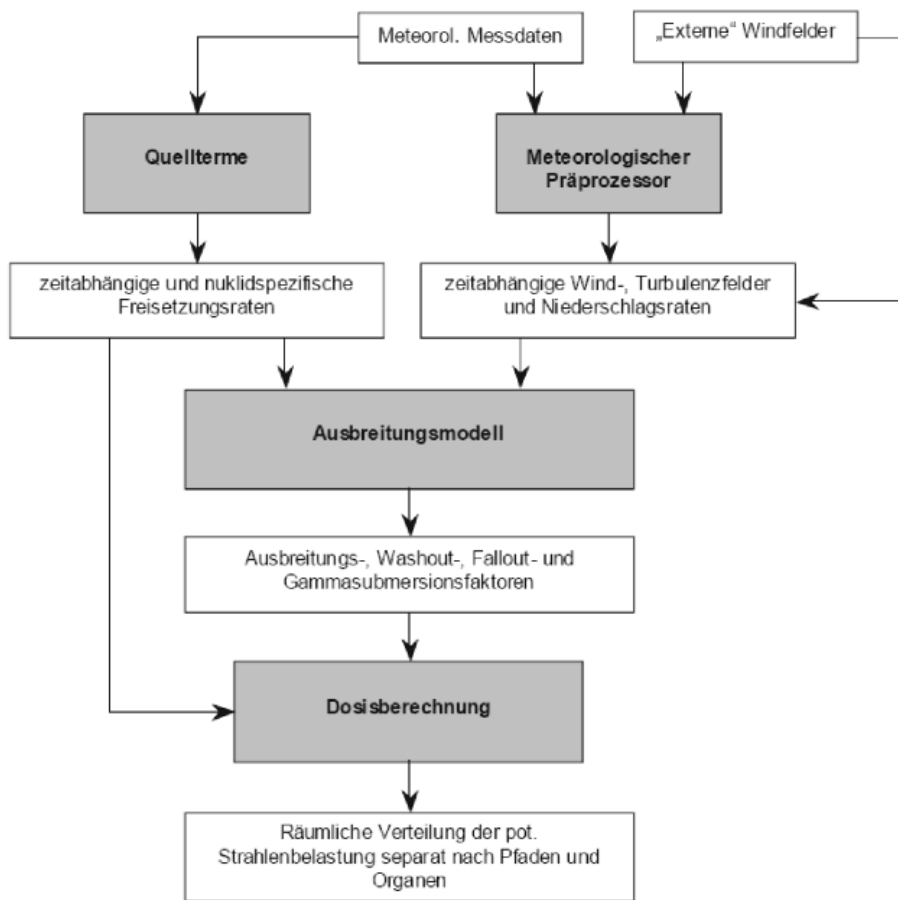 Meteorol. Messdaten
„Externe“ Windfelder
Quellterme
Meteorologischer
Präprozessor
zeitabhängige und nuklidspezifische
Freisetzungsraten
zeitabhängige Wind-, Turbulenzfelder
und Niederschlagsraten
Ausbreitungsmodell
Ausbreitungs-, Washout-, Fallout- und
Gammasubmersionsfaktoren
Dosisberechnung
Räumliche Verteilung der pot.
Strahlenbelastung separat nach Pfaden und
Organen